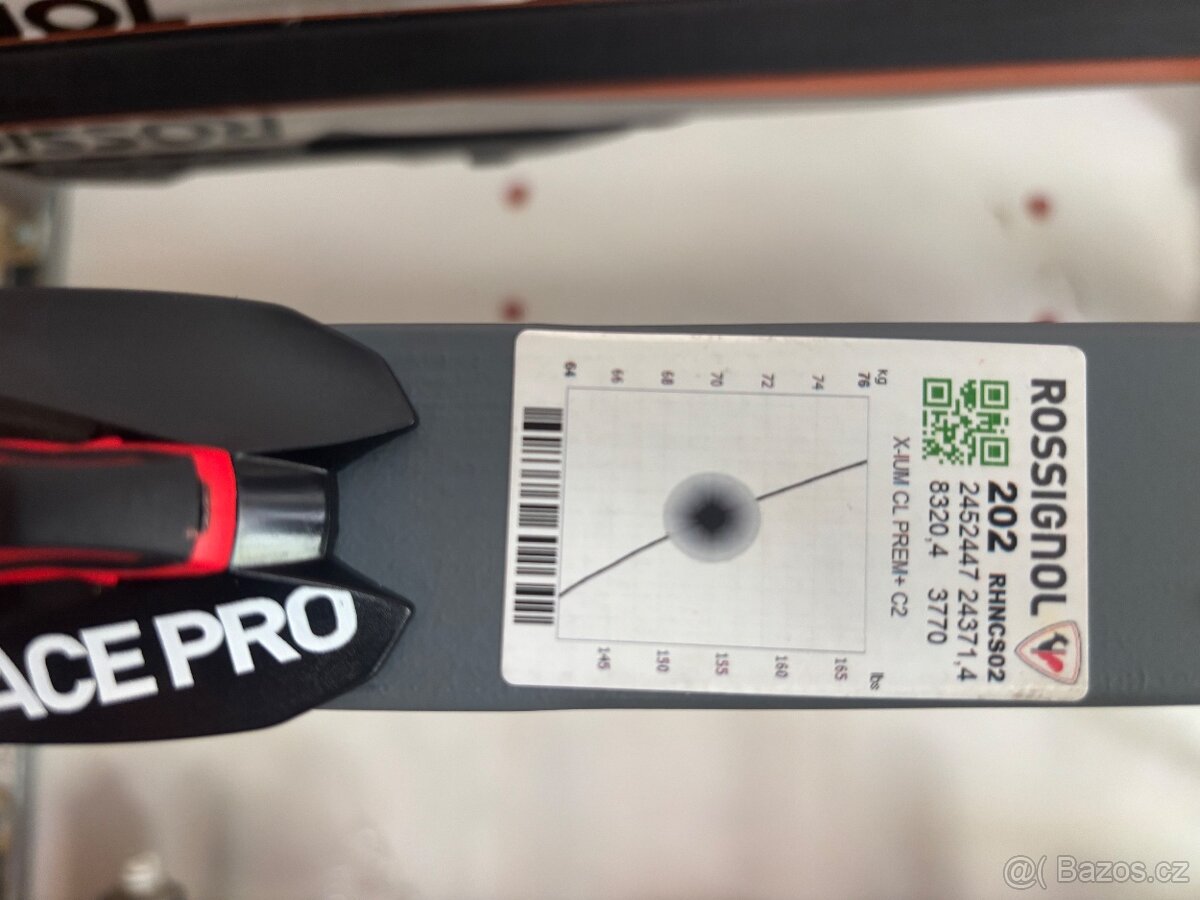 ROSSIGNOL
202 RHNCS02
2452447 24371,4
8320,4 3770
X-IUM CL PREM+ C2
kg
76
74
72
70
68
66
64
lbs
165
160
155
150
145
ACE PRO
ROSSI
@( Bazos.cz